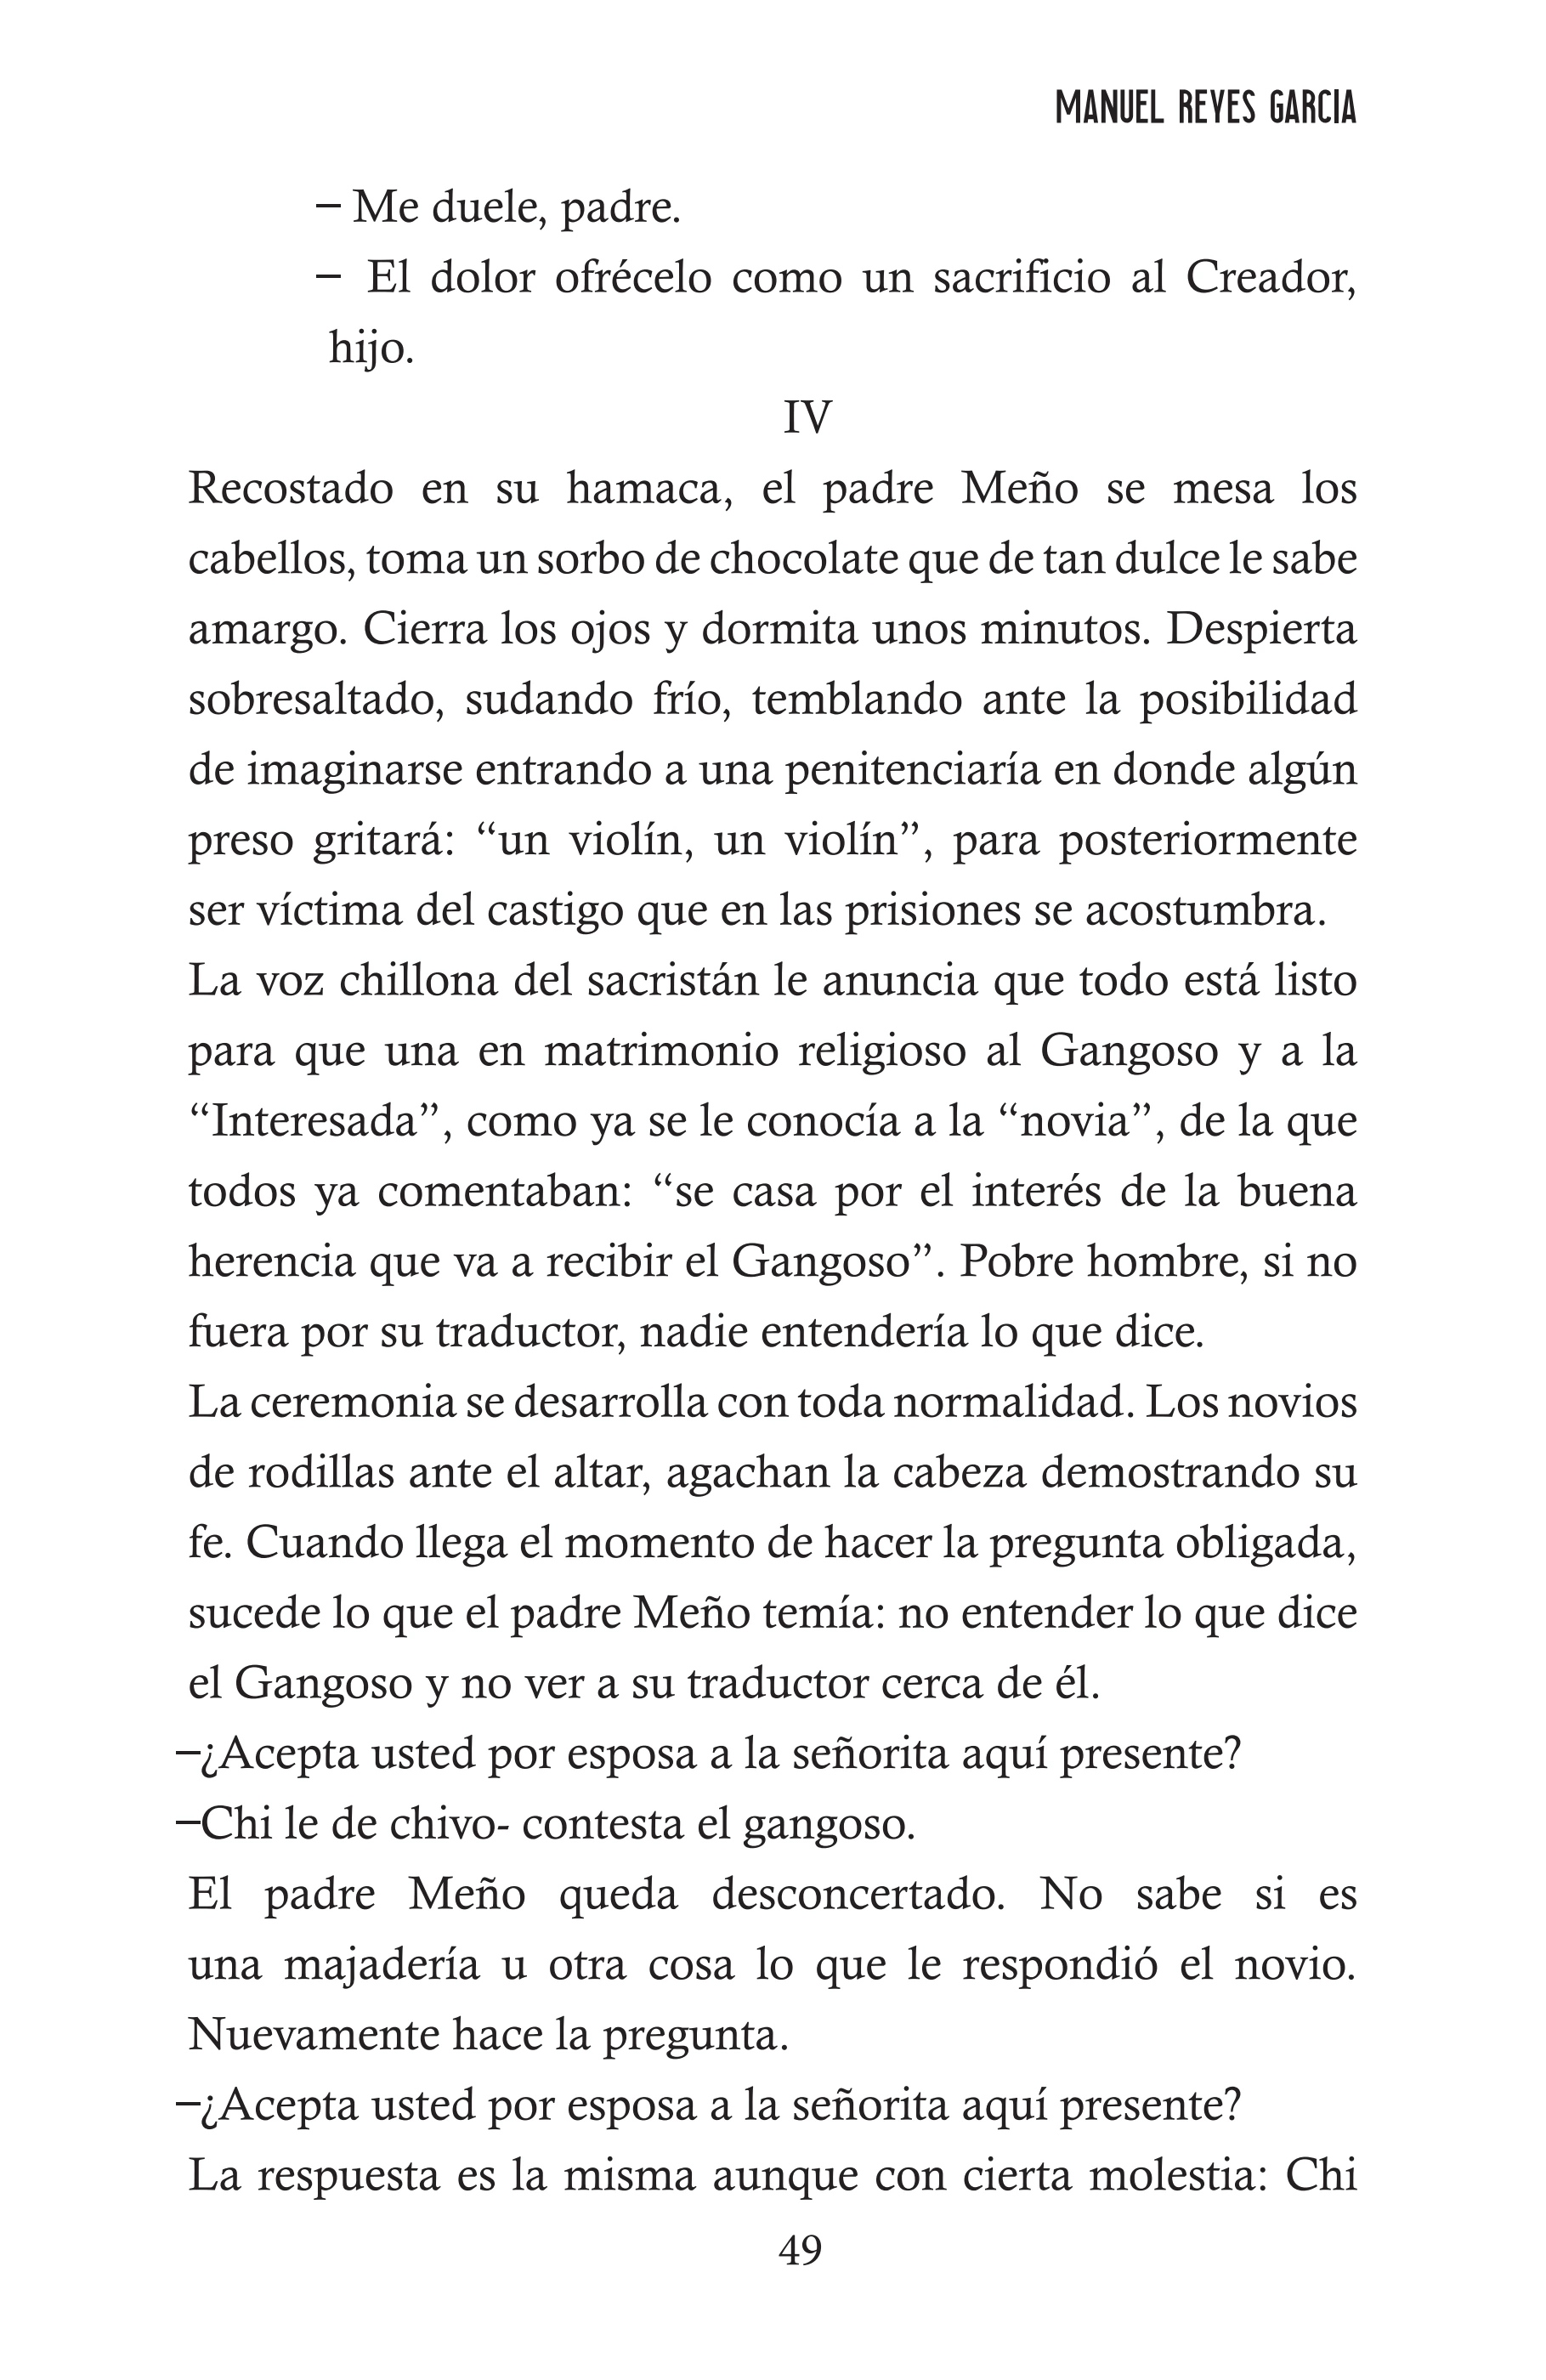 MANUEL REYES GARCIA
– Me duele, padre.
– El dolor ofrécelo como un sacrificio al Creador,
hijo.
IV
Recostado en su hamaca, el padre Meño se mesa los
cabellos, toma un sorbo de chocolate que de tan dulce le sabe
amargo. Cierra los ojos y dormita unos minutos. Despierta
sobresaltado, sudando frío, temblando ante la posibilidad
de imaginarse entrando a una penitenciaría en donde algún
preso gritará: “un violín, un violín”, para posteriormente
ser víctima del castigo que en las prisiones se acostumbra.
La voz chillona del sacristán le anuncia que todo está listo
para que una en matrimonio religioso al Gangoso y a la
“Interesada”, como ya se le conocía a la “novia”, de la que
todos ya comentaban: “se casa por el interés de la buena
herencia que va a recibir el Gangoso”. Pobre hombre, si no
fuera por su traductor, nadie entendería lo que dice.
La ceremonia se desarrolla con toda normalidad. Los novios
de rodillas ante el altar, agachan la cabeza demostrando su
fe. Cuando llega el momento de hacer la pregunta obligada,
sucede lo que el padre Meño temía: no entender lo que dice
el Gangoso y no ver a su traductor cerca de él.
–¿Acepta usted por esposa a la señorita aquí presente?
–Chi le de chivo- contesta el gangoso.
El padre Meño queda desconcertado. No sabe si es
una majadería u otra cosa lo que le respondió el novio.
Nuevamente hace la pregunta.
–¿Acepta usted por esposa a la señorita aquí presente?
La respuesta es la misma aunque con cierta molestia: Chi
49